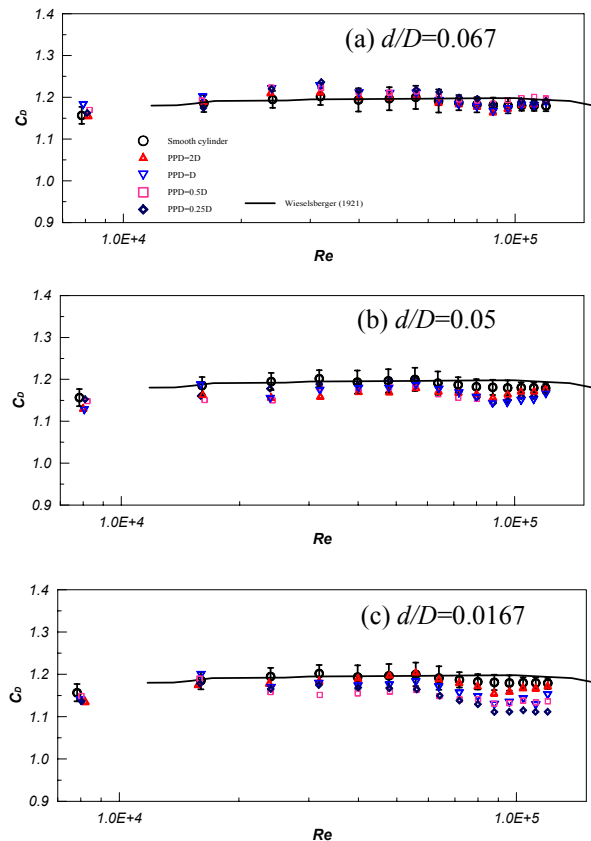 (a) d/D=0.067
1.4
1.3
1.2
1.1
1.0
0.9
C_D
Smooth cylinder
PPD=2D
PPD=D
PPD=0.5D
PPD=0.25D
Wieselsberger (1921)
1.0E+4
1.0E+5
Re
(b) d/D=0.05
1.4
1.3
1.2
1.1
1.0
0.9
C_D
1.0E+4
1.0E+5
Re
(c) d/D=0.0167
1.4
1.3
1.2
1.1
1.0
0.9
C_D
1.0E+4
1.0E+5
Re